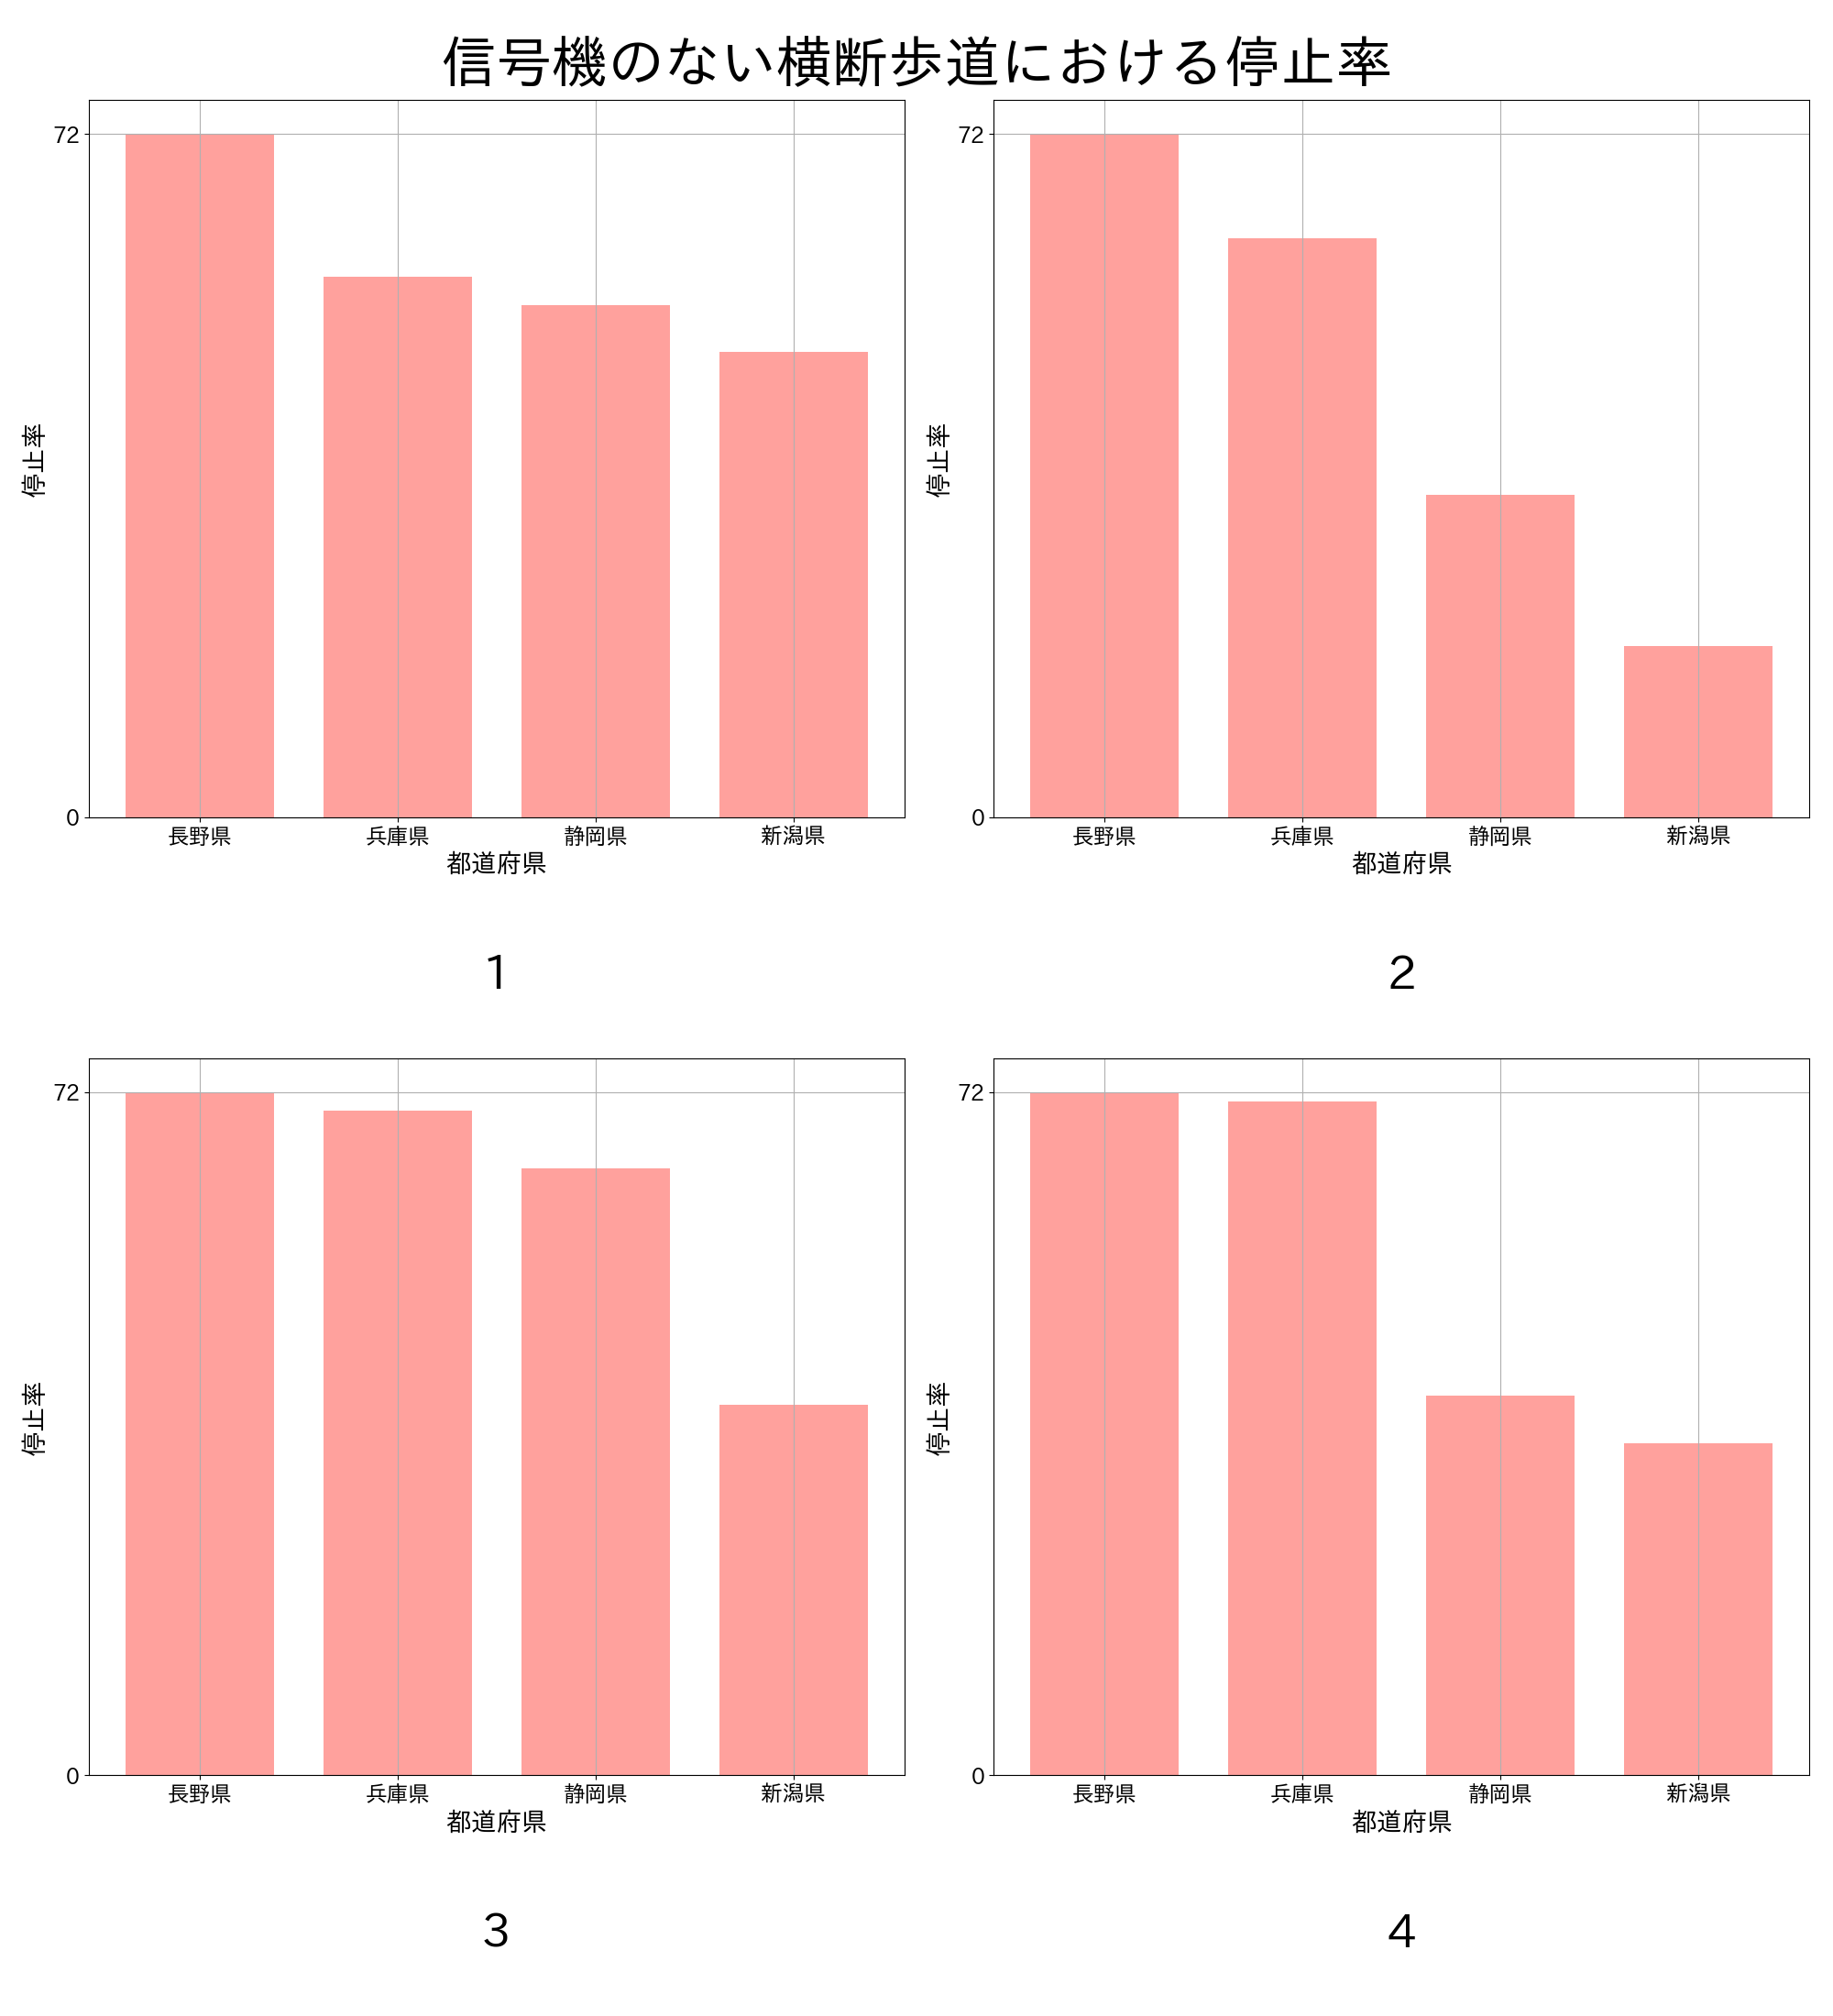 信号機のない横断歩道における停止率
72
0
停止率
長野県 兵庫県 静岡県 新潟県
都道府県
1
72
0
停止率
長野県 兵庫県 静岡県 新潟県
都道府県
2
72
0
停止率
長野県 兵庫県 静岡県 新潟県
都道府県
3
72
0
停止率
長野県 兵庫県 静岡県 新潟県
都道府県
4